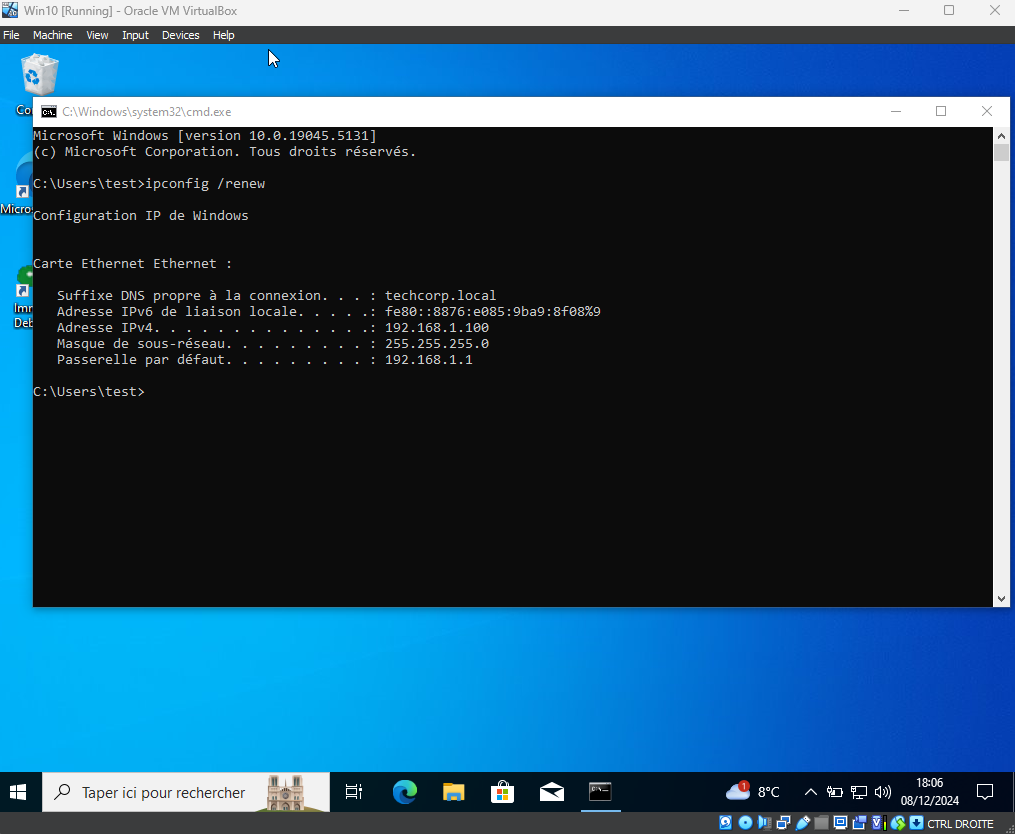 Win10 [Running] - Oracle VM VirtualBox
File Machine View Input Devices Help
C:\Windows\system32\cmd.exe
Microsoft Windows [version 10.0.19045.5131]
(c) Microsoft Corporation. Tous droits réservés.
C:\Users\test>ipconfig /renew
Configuration IP de Windows
Carte Ethernet Ethernet :
Suffixe DNS propre à la connexion. . . : techcorp.local
Adresse IPv6 de liaison locale. . . . .: fe80::8876:e085:9ba9:8f08%9
Adresse IPv4. . . . . . . . . . . . . .: 192.168.1.100
Masque de sous-réseau. . . . . . . . . : 255.255.255.0
Passerelle par défaut. . . . . . . . . : 192.168.1.1
C:\Users\test>
Taper ici pour rechercher
1
8°C
18:06
08/12/2024
CTRL DROITE